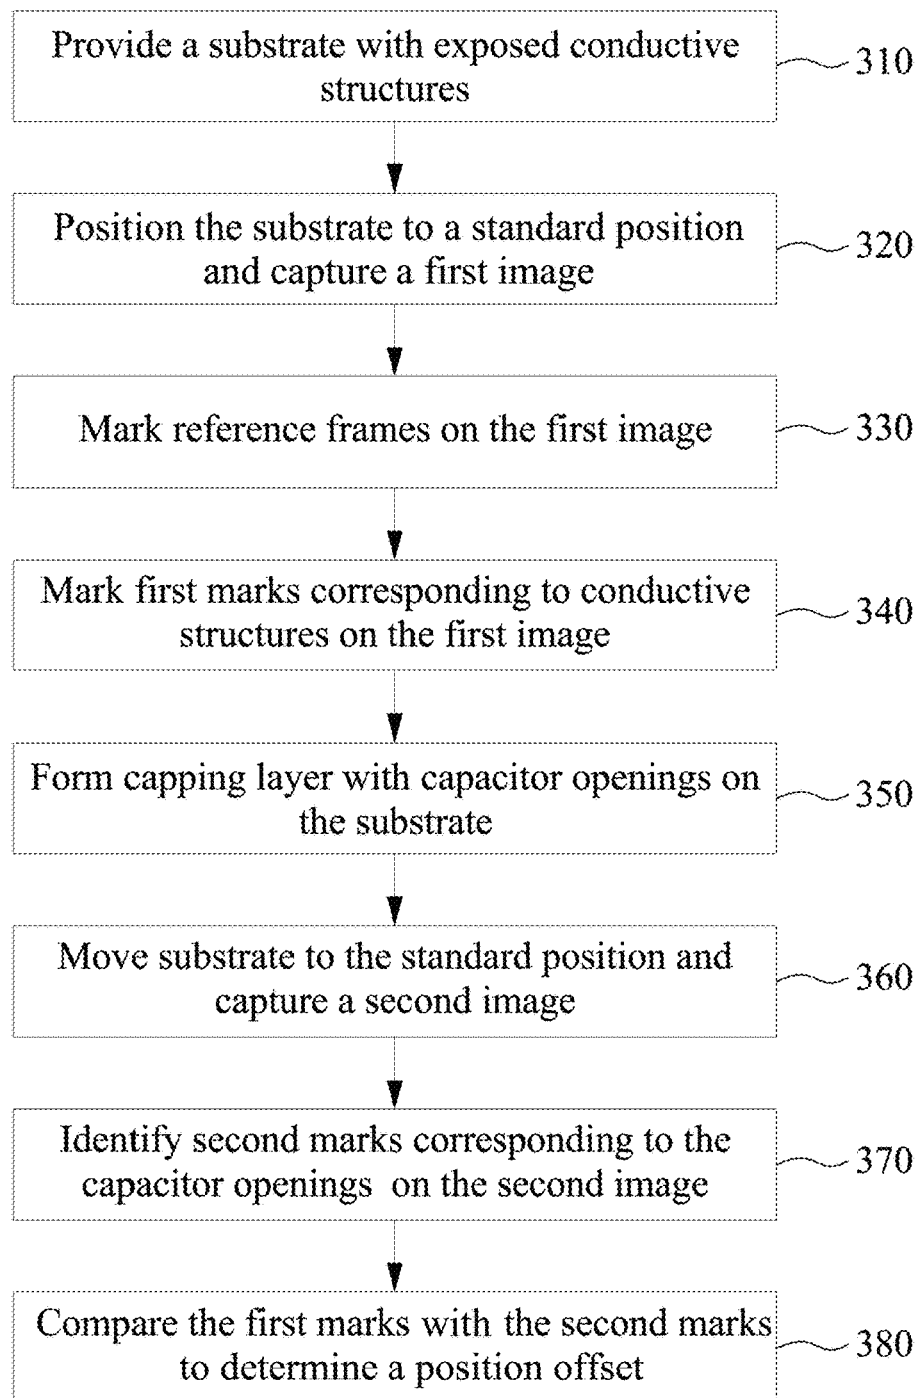 Provide a substrate with exposed conductive
structures
310
Position the substrate to a standard position
and capture a first image
320
Mark reference frames on the first image
330
Mark first marks corresponding to conductive
structures on the first image
340
Form capping layer with capacitor openings on
the substrate
350
Move substrate to the standard position and
capture a second image
360
Identify second marks corresponding to the
capacitor openings on the second image
370
Compare the first marks with the second marks
to determine a position offset
380